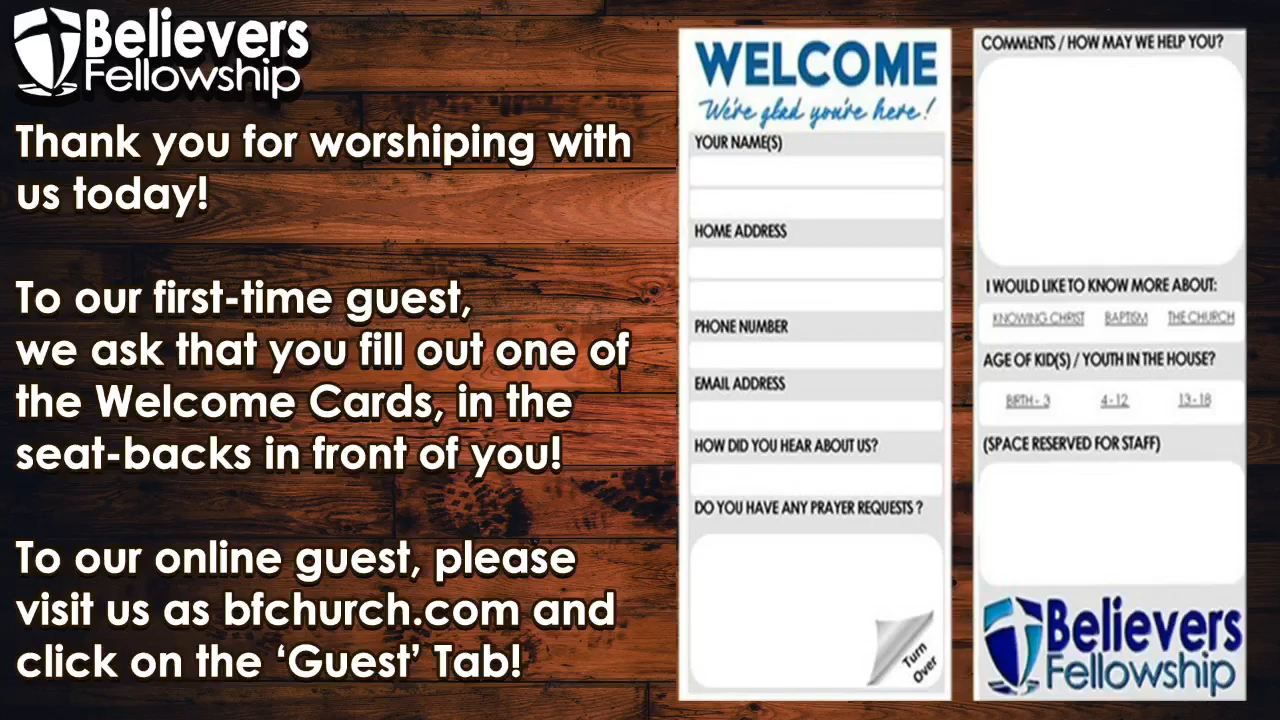 Believers
Fellowship
Thank you for worshiping with
us today!
To our first-time guest,
we ask that you fill out one of
the Welcome Cards, in the
seat-backs in front of you!
To our online guest, please
visit us as bfchurch.com and
click on the ‘Guest’ Tab!
WELCOME
We're glad you're here!
YOUR NAME(S)
HOME ADDRESS
PHONE NUMBER
EMAIL ADDRESS
HOW DID YOU HEAR ABOUT US?
DO YOU HAVE ANY PRAYER REQUESTS ?
Turn
Over
COMMENTS / HOW MAY WE HELP YOU?
I WOULD LIKE TO KNOW MORE ABOUT:
KNOWING CHRIST BAPTISM THE CHURCH
AGE OF KID(S) / YOUTH IN THE HOUSE?
BIRTH - 3 4 - 12 13 - 18
(SPACE RESERVED FOR STAFF)
Believers
Fellowship